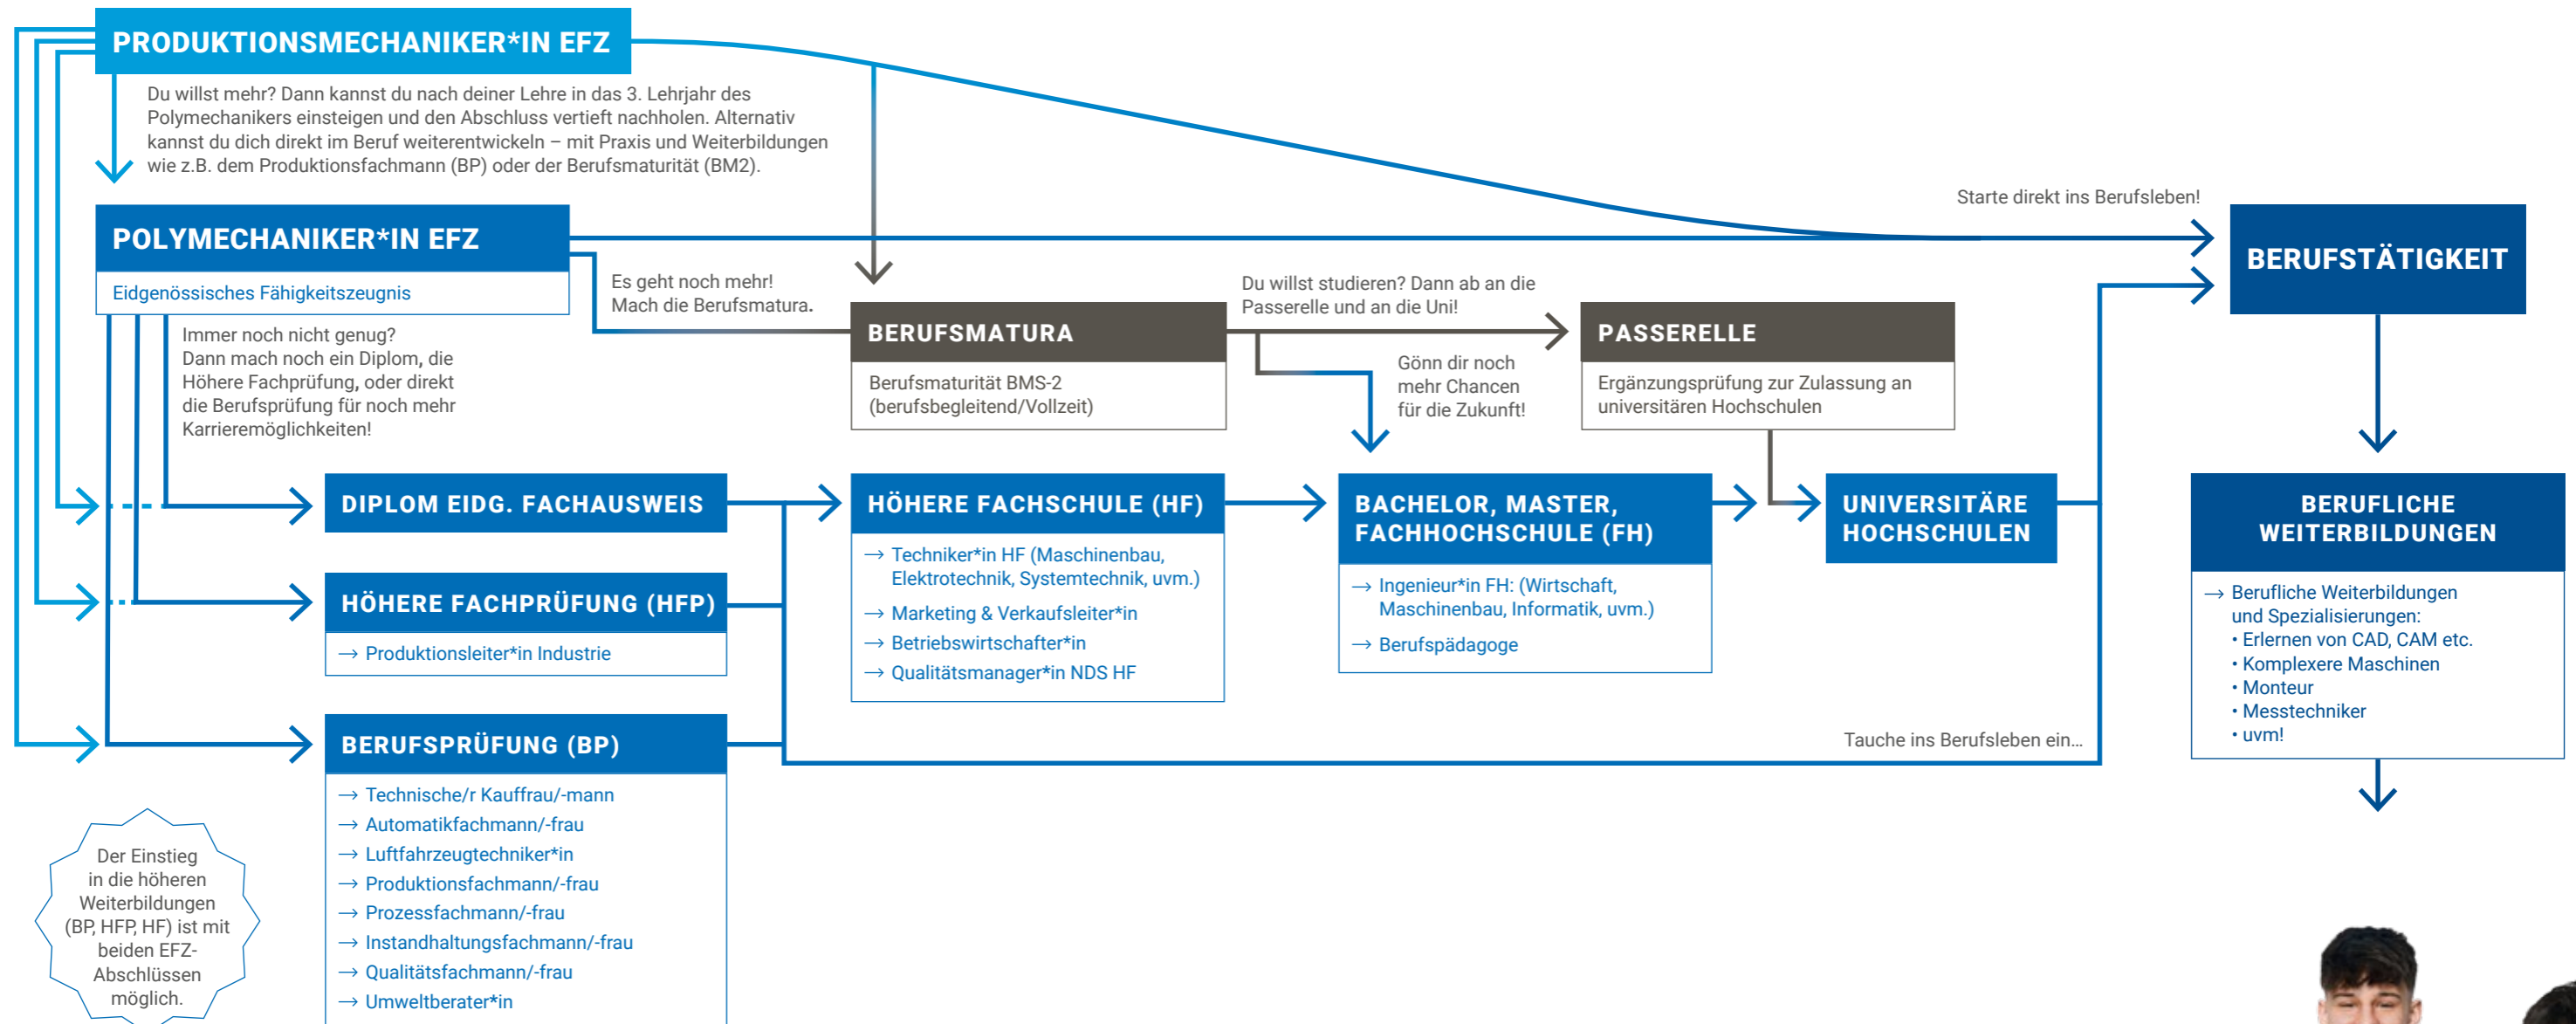 PRODUKTIONSMECHANIKER*IN EFZ
Du willst mehr? Dann kannst du nach deiner Lehre in das 3. Lehrjahr des
Polymechanikers einsteigen und den Abschluss vertieft nachholen. Alternativ
kannst du dich direkt im Beruf weiterentwickeln – mit Praxis und Weiterbildungen
wie z.B. dem Produktionsfachmann (BP) oder der Berufsmaturität (BM2).
Starte direkt ins Berufsleben!
POLYMECHANIKER*IN EFZ
Eidgenössisches Fähigkeitszeugnis
BERUFSTÄTIGKEIT
Es geht noch mehr!
Mach die Berufsmatura.
Du willst studieren? Dann ab an die
Passerelle und an die Uni!
Immer noch nicht genug?
Dann mach noch ein Diplom, die
Höhere Fachprüfung, oder direkt
die Berufsprüfung für noch mehr
Karrieremöglichkeiten!
BERUFSMATURA
Berufsmaturität BMS-2
(berufsbegleitend/Vollzeit)
Gönn dir noch
mehr Chancen
für die Zukunft!
PASSERELLE
Ergänzungsprüfung zur Zulassung an
universitären Hochschulen
DIPLOM EIDG. FACHAUSWEIS
HÖHERE FACHPRÜFUNG (HFP)
→ Produktionsleiter*in Industrie
BERUFSPRÜFUNG (BP)
→ Technische/r Kauffrau/-mann
→ Automatikfachmann/-frau
→ Luftfahrzeugtechniker*in
→ Produktionsfachmann/-frau
→ Prozessfachmann/-frau
→ Instandhaltungsfachmann/-frau
→ Qualitätsfachmann/-frau
→ Umweltberater*in
HÖHERE FACHSCHULE (HF)
→ Techniker*in HF (Maschinenbau,
Elektrotechnik, Systemtechnik, uvm.)
→ Marketing & Verkaufsleiter*in
→ Betriebswirtschafter*in
→ Qualitätsmanager*in NDS HF
BACHELOR, MASTER,
FACHHOCHSCHULE (FH)
→ Ingenieur*in FH: (Wirtschaft,
Maschinenbau, Informatik, uvm.)
→ Berufspädagoge
UNIVERSITÄRE
HOCHSCHULEN
Tauche ins Berufsleben ein...
BERUFLICHE
WEITERBILDUNGEN
→ Berufliche Weiterbildungen
und Spezialisierungen:
• Erlernen von CAD, CAM etc.
• Komplexere Maschinen
• Monteur
• Messtechniker
• uvm!
Der Einstieg
in die höheren
Weiterbildungen
(BP, HFP, HF) ist mit
beiden EFZ-
Abschlüssen
möglich.